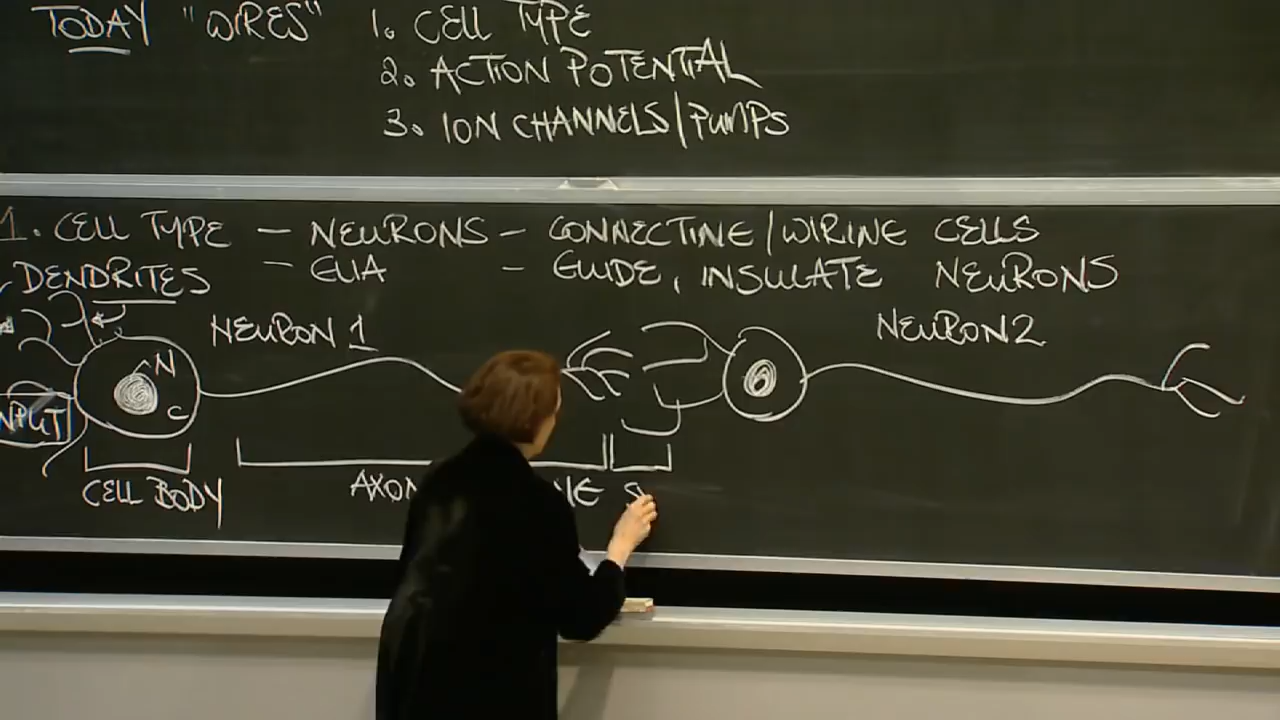 TODAY "WIRES" 1. CELL TYPE
2. ACTION POTENTIAL
3. ION CHANNELS/PUMPS
1. CELL TYPE — NEURONS — CONNECTING/WIRING CELLS
DENDRITES — GLIA — GUIDE, INSULATE NEURONS
NEURON 1 NEURON 2
N
C
INPUT
CELL BODY AXON S